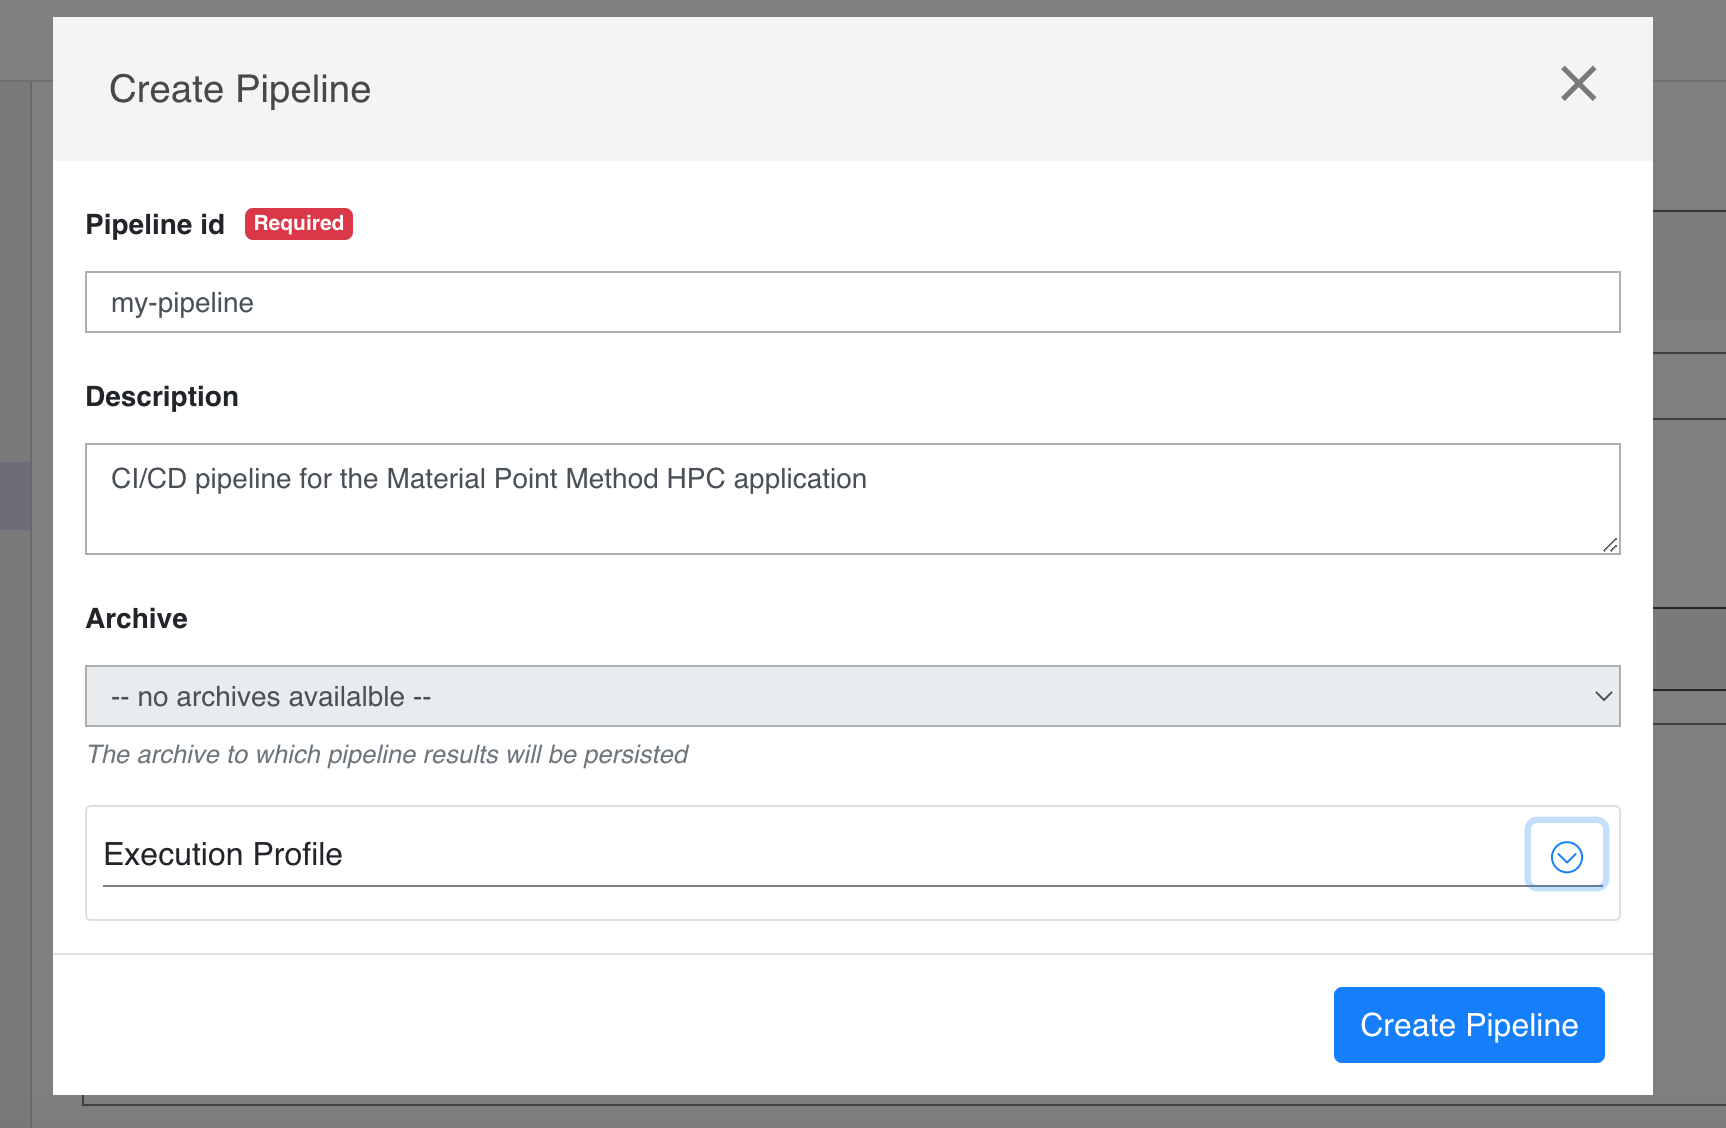 Create Pipeline
Pipeline id Required
my-pipeline
Description
CI/CD pipeline for the Material Point Method HPC application
Archive
-- no archives availalble --
The archive to which pipeline results will be persisted
Execution Profile
Create Pipeline